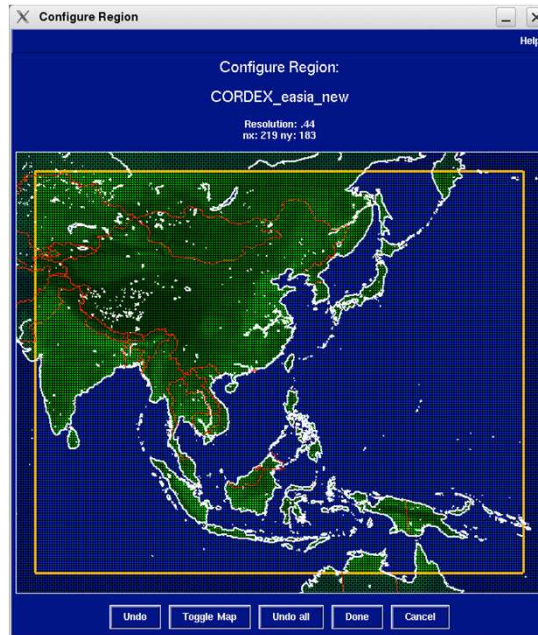 Configure Region
Help
Configure Region:
CORDEX_easia_new
Resolution: .44
nx: 219 ny: 183
Undo
Toggle Map
Undo all
Done
Cancel